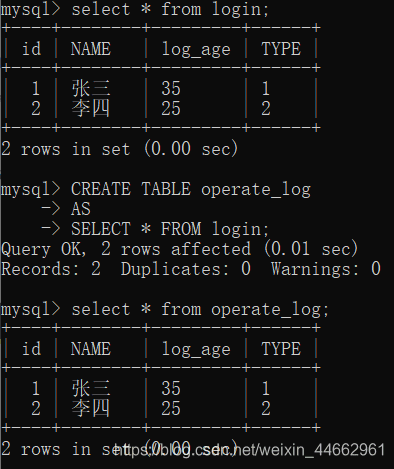 mysql> select * from login;
+----+--------+---------+------+
| id | NAME | log_age | TYPE |
+----+--------+---------+------+
| 1 | 张三 | 35 | 1 |
| 2 | 李四 | 25 | 2 |
+----+--------+---------+------+
2 rows in set (0.00 sec)
mysql> CREATE TABLE operate_log
-> AS
-> SELECT * FROM login;
Query OK, 2 rows affected (0.01 sec)
Records: 2 Duplicates: 0 Warnings: 0
mysql> select * from operate_log;
+----+--------+---------+------+
| id | NAME | log_age | TYPE |
+----+--------+---------+------+
| 1 | 张三 | 35 | 1 |
| 2 | 李四 | 25 | 2 |
+----+--------+---------+------+
2 rows in set (0.00 sec)
https://blog.csdn.net/weixin_44662961